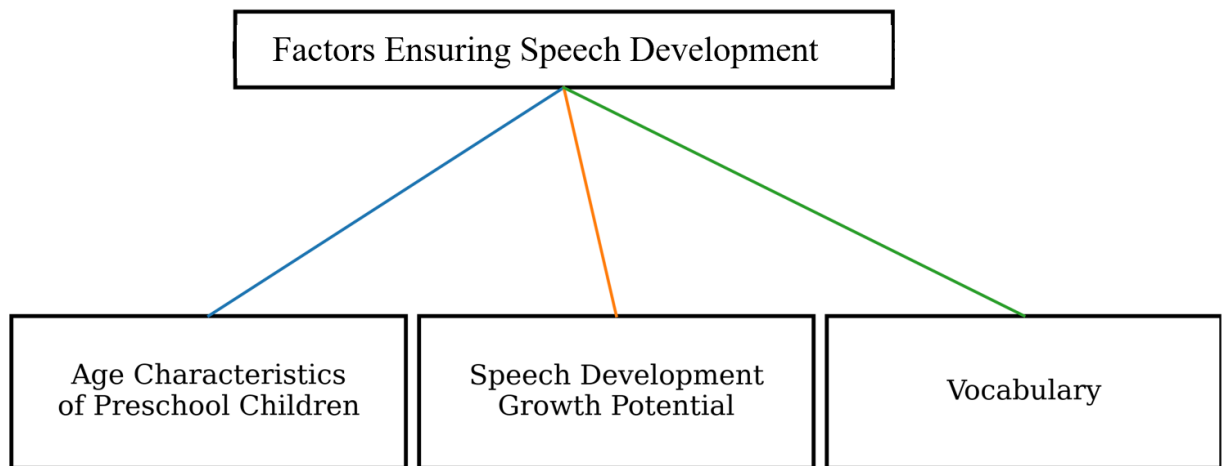 Factors Ensuring Speech Development
Age Characteristics
of Preschool Children
Speech Development
Growth Potential
Vocabulary